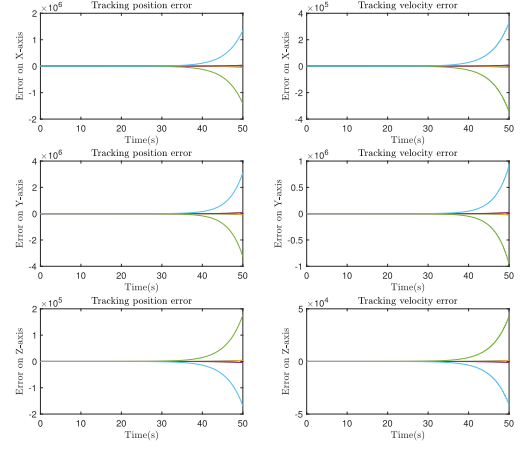 ×10^6 Tracking position error
2
1
0
-1
-2
Error on X-axis
0 10 20 30 40 50
Time(s)
×10^5 Tracking velocity error
4
2
0
-2
-4
Error on X-axis
0 10 20 30 40 50
Time(s)
×10^6 Tracking position error
4
2
0
-2
-4
Error on Y-axis
0 10 20 30 40 50
Time(s)
×10^6 Tracking velocity error
1
0.5
0
-0.5
-1
Error on Y-axis
0 10 20 30 40 50
Time(s)
×10^5 Tracking position error
2
1
0
-1
-2
Error on Z-axis
0 10 20 30 40 50
Time(s)
×10^4 Tracking velocity error
5
0
-5
Error on Z-axis
0 10 20 30 40 50
Time(s)